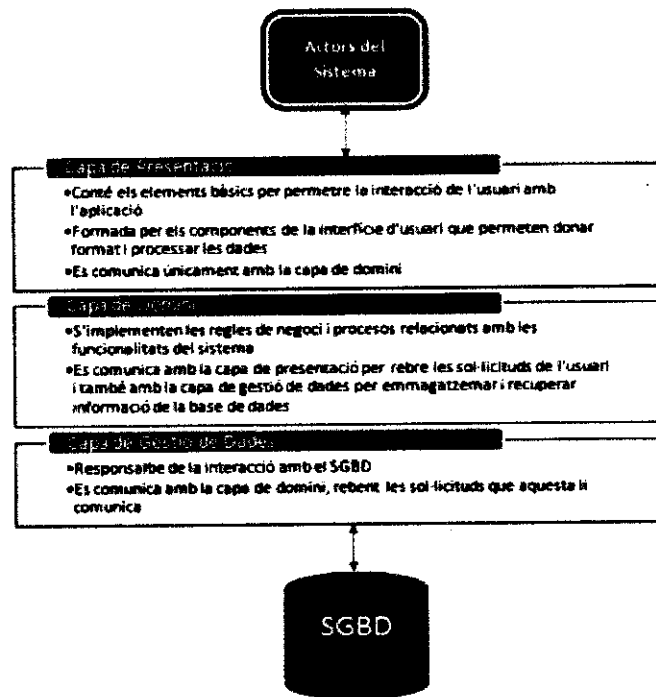 Actors del
Sistema
Capa de Presentació
•Conté els elements bàsics per permetre la interacció de l'usuari amb
l'aplicació
•Formada per els components de la interfície d'usuari que permeten donar
format i processar les dades
•Es comunica únicament amb la capa de domini
Capa de Domini
•S'implementen les regles de negoci i procesos relacionats amb les
funcionalitats del sistema
•Es comunica amb la capa de presentació per rebre les sol·licituds de l'usuari
i també amb la capa de gestió de dades per emmagatzemar i recuperar
informació de la base de dades
Capa de Gestió de Dades
•Responsalbe de la interacció amb el SGBD
•Es comunica amb la capa de domini, rebent les sol·licituds que aquesta li
comunica
SGBD